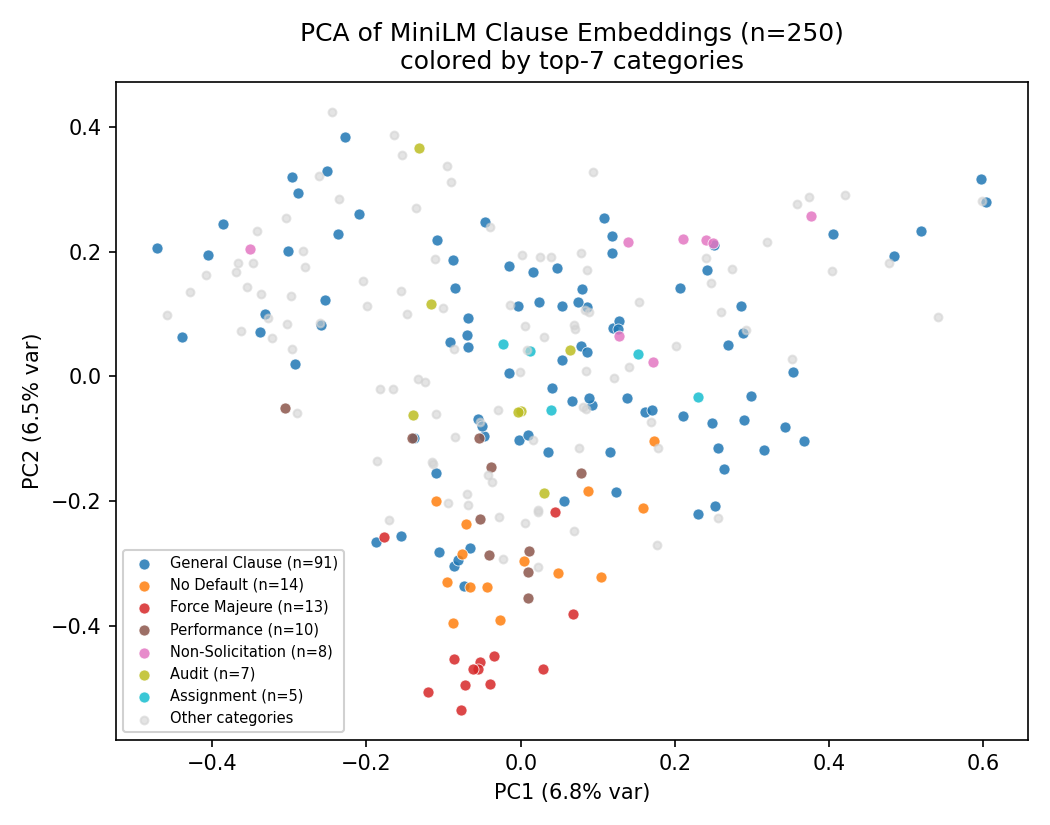 PCA of MiniLM Clause Embeddings (n=250)
colored by top-7 categories
0.4
0.2
0.0
−0.2
−0.4
PC2 (6.5% var)
General Clause (n=91)
No Default (n=14)
Force Majeure (n=13)
Performance (n=10)
Non-Solicitation (n=8)
Audit (n=7)
Assignment (n=5)
Other categories
−0.4
−0.2
0.0
0.2
0.4
0.6
PC1 (6.8% var)